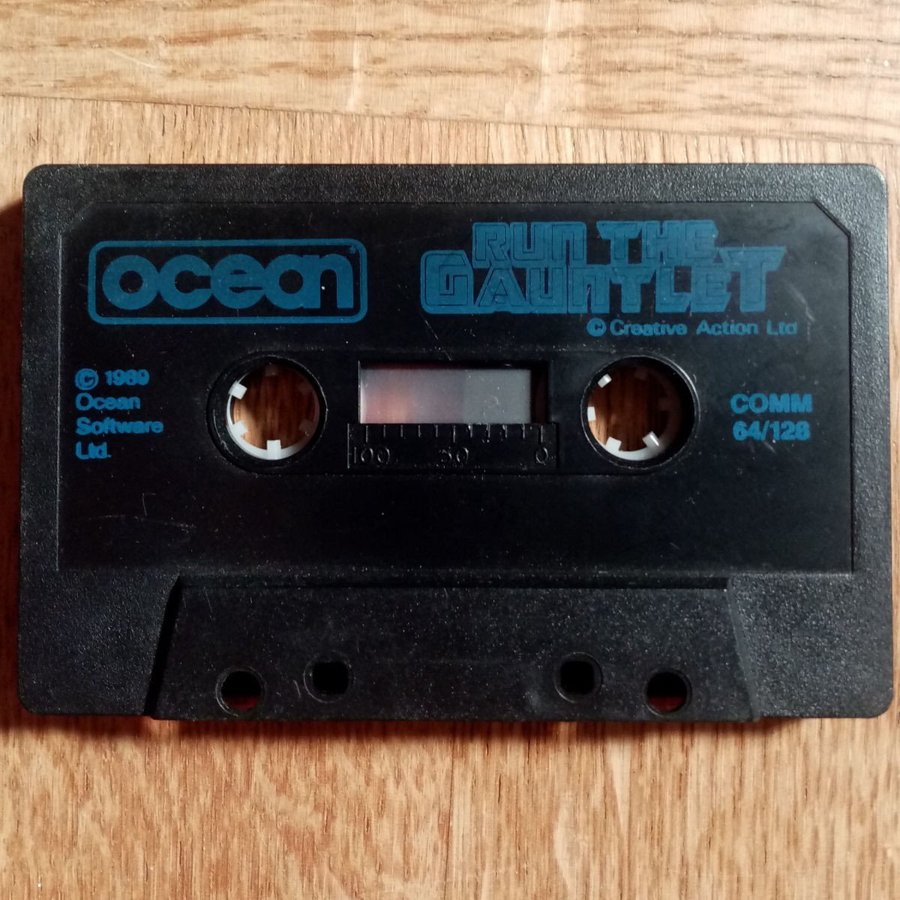 ocean
RUN THE
GAUNTLET
© Creative Action Ltd
© 1989
Ocean
Software
Ltd.
COMM
64/128
100 50 0